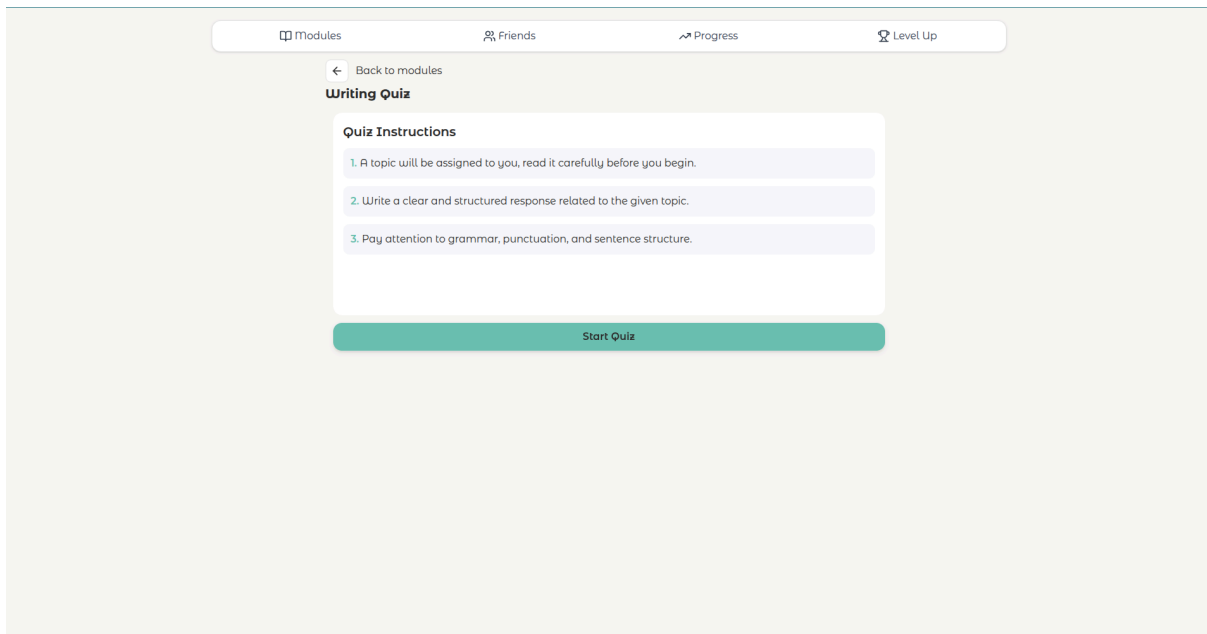 Modules Friends Progress Level Up
Back to modules
Writing Quiz
Quiz Instructions
1. A topic will be assigned to you, read it carefully before you begin.
2. Write a clear and structured response related to the given topic.
3. Pay attention to grammar, punctuation, and sentence structure.
Start Quiz